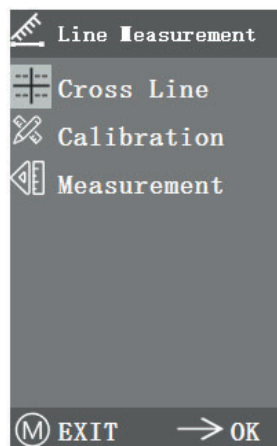 Line Measurement
Cross Line
Calibration
Measurement
M EXIT → OK